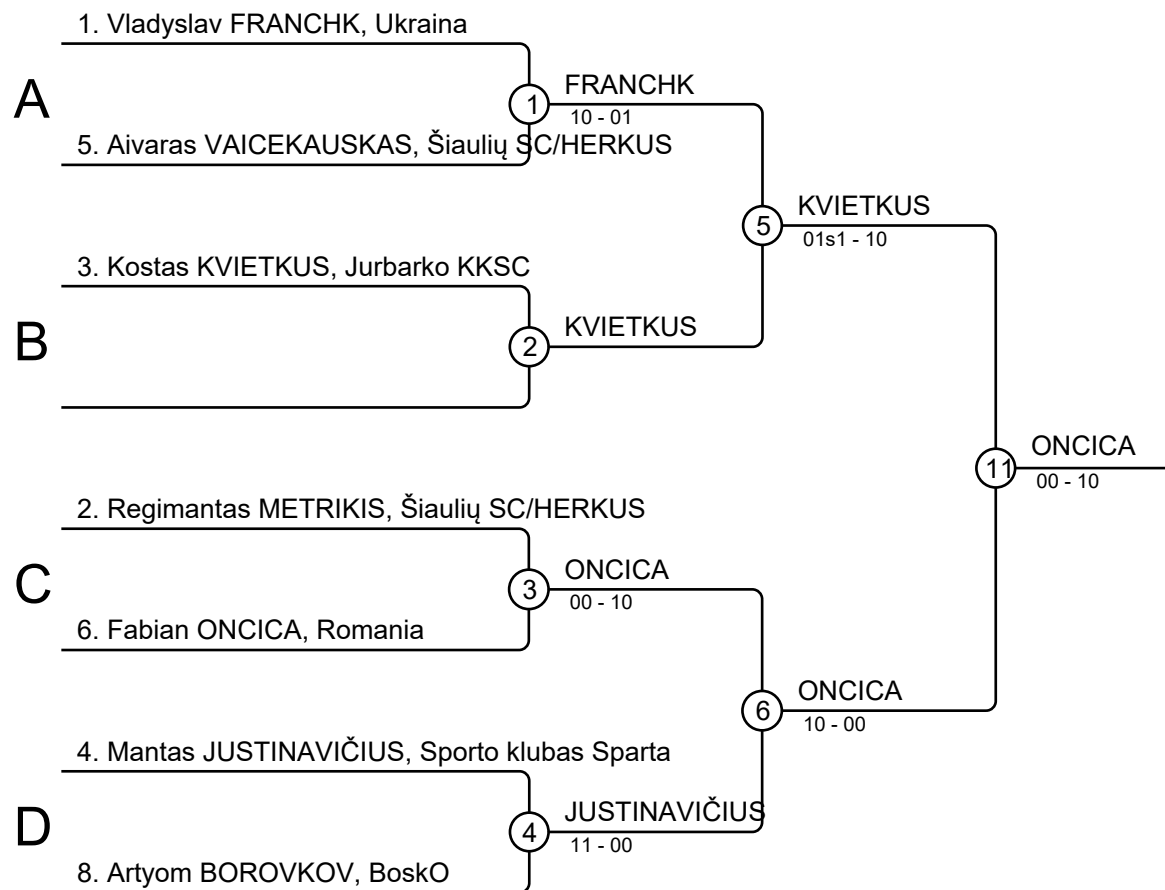 1. Vladyslav FRANCHK, Ukraina
A
1
FRANCHK
10 - 01
5. Aivaras VAICEKAUSKAS, Šiaulių SC/HERKUS
5
KVIETKUS
01s1 - 10
3. Kostas KVIETKUS, Jurbarko KKSC
B
2
KVIETKUS
11
ONCICA
00 - 10
2. Regimantas METRIKIS, Šiaulių SC/HERKUS
C
3
ONCICA
00 - 10
6. Fabian ONCICA, Romania
6
ONCICA
10 - 00
4. Mantas JUSTINAVIČIUS, Sporto klubas Sparta
D
4
JUSTINAVIČIUS
11 - 00
8. Artyom BOROVKOV, BoskO